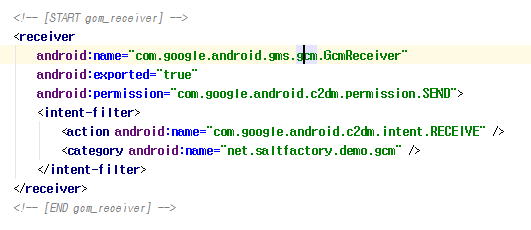 <!-- [START gcm_receiver] -->
<receiver
android:name="com.google.android.gms.gcm.GcmReceiver"
android:exported="true"
android:permission="com.google.android.c2dm.permission.SEND">
<intent-filter>
<action android:name="com.google.android.c2dm.intent.RECEIVE" />
<category android:name="net.saltfactory.demo.gcm" />
</intent-filter>
</receiver>
<!-- [END gcm_receiver] -->